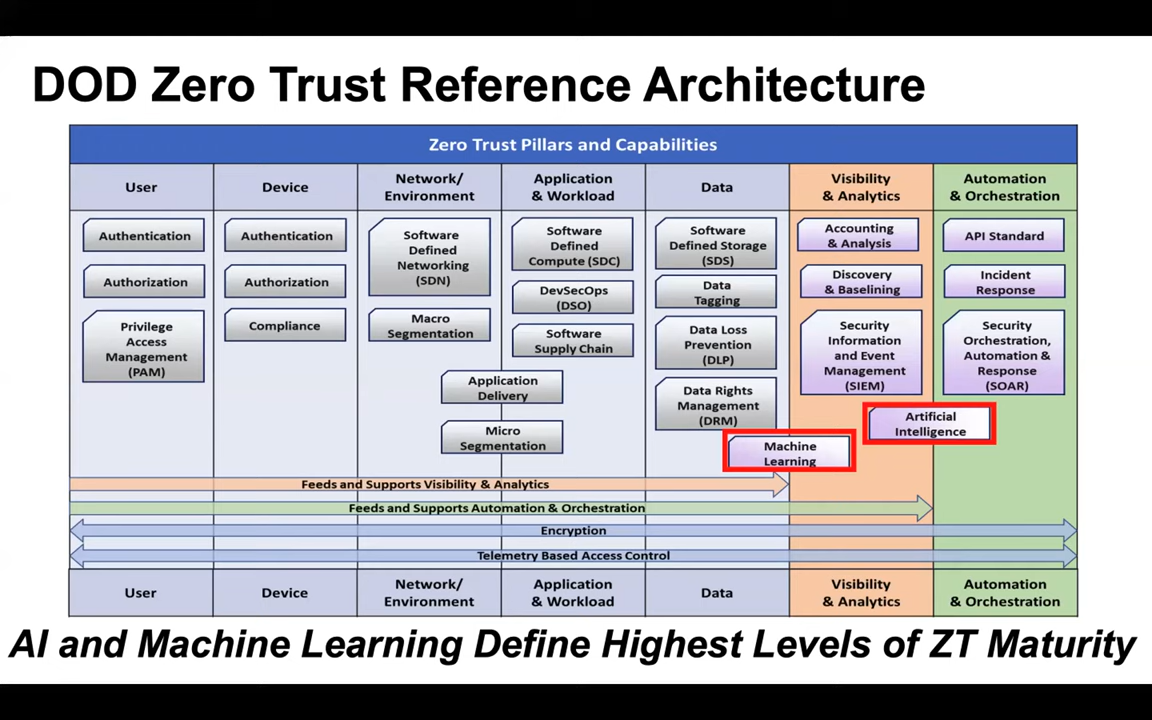 DOD Zero Trust Reference Architecture
Zero Trust Pillars and Capabilities
User
Device
Network/
Environment
Application
& Workload
Data
Visibility
& Analytics
Automation
& Orchestration
Authentication
Authorization
Privilege
Access
Management
(PAM)
Authentication
Authorization
Compliance
Software
Defined
Networking
(SDN)
Macro
Segmentation
Software
Defined
Compute (SDC)
DevSecOps
(DSO)
Software
Supply Chain
Application
Delivery
Micro
Segmentation
Software
Defined Storage
(SDS)
Data
Tagging
Data Loss
Prevention
(DLP)
Data Rights
Management
(DRM)
Machine
Learning
Accounting
& Analysis
Discovery
& Baselining
Security
Information
and Event
Management
(SIEM)
Artificial
Intelligence
API Standard
Incident
Response
Security
Orchestration,
Automation &
Response
(SOAR)
Feeds and Supports Visibility & Analytics
Feeds and Supports Automation & Orchestration
Encryption
Telemetry Based Access Control
User
Device
Network/
Environment
Application
& Workload
Data
Visibility
& Analytics
Automation
& Orchestration
AI and Machine Learning Define Highest Levels of ZT Maturity